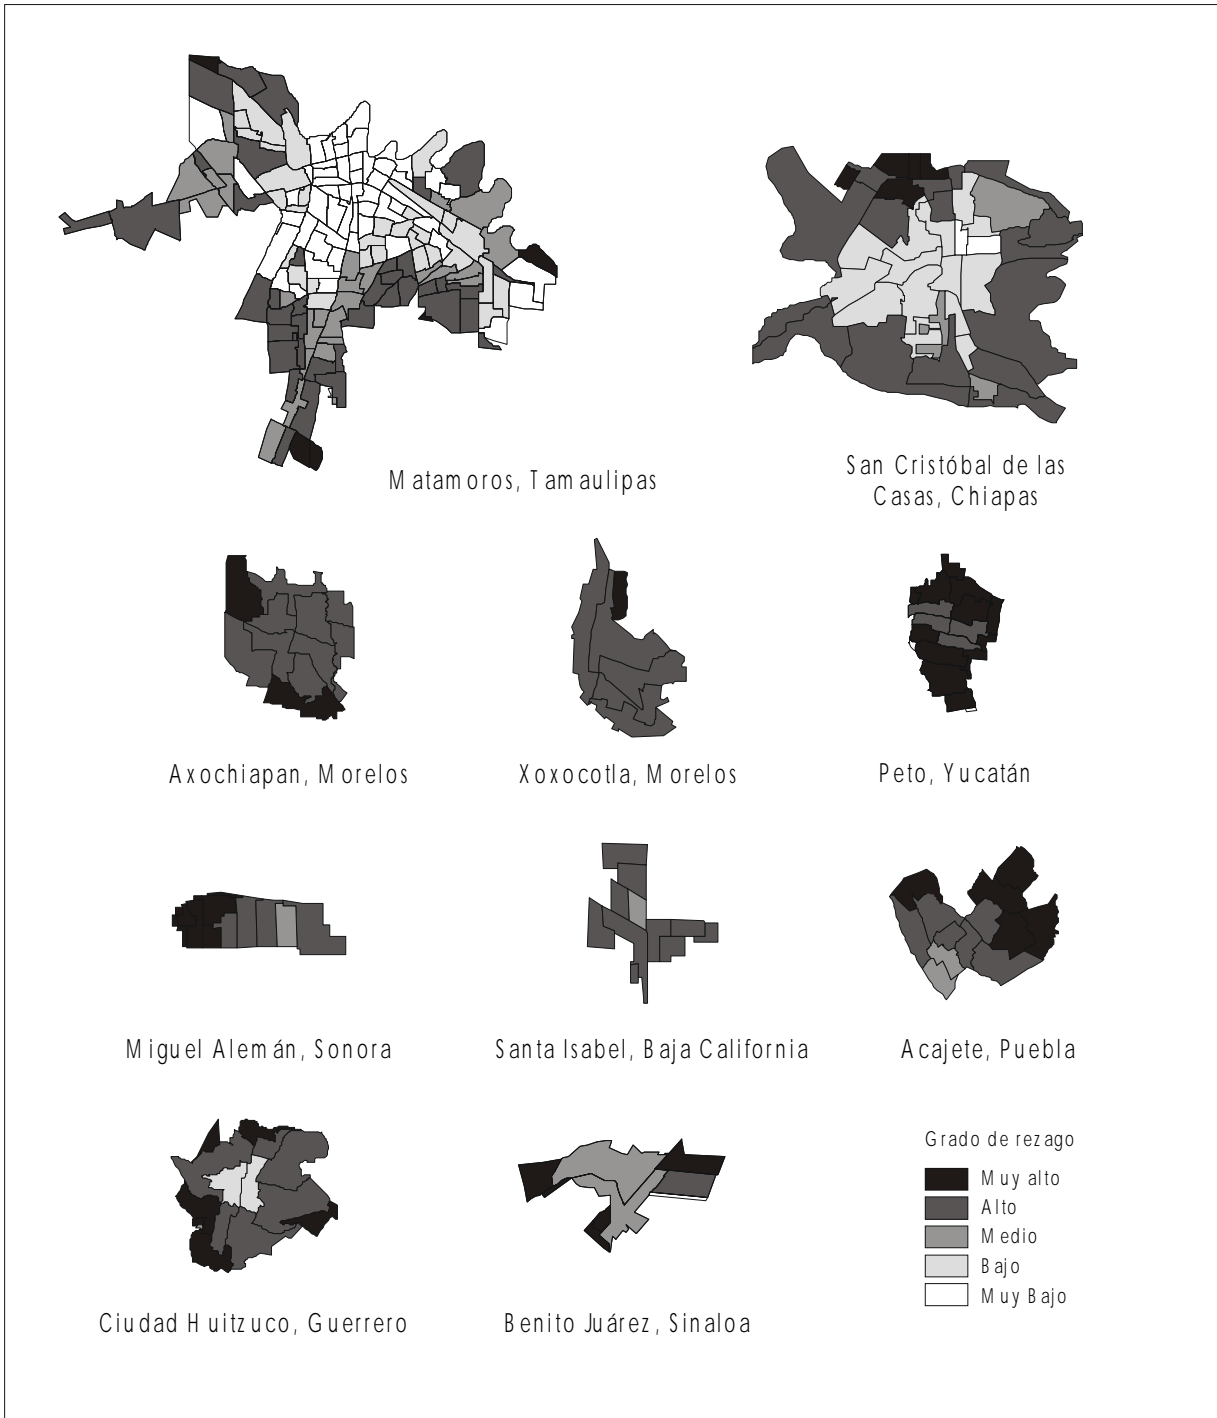 Matamoros, Tamaulipas
San Cristóbal de las
Casas, Chiapas
Axochiapan, Morelos
Xoxocotla, Morelos
Peto, Yucatán
Miguel Alemán, Sonora
Santa Isabel, Baja California
Acajete, Puebla
Ciudad Huitzuco, Guerrero
Benito Juárez, Sinaloa
Grado de rezago
Muy alto
Alto
Medio
Bajo
Muy Bajo